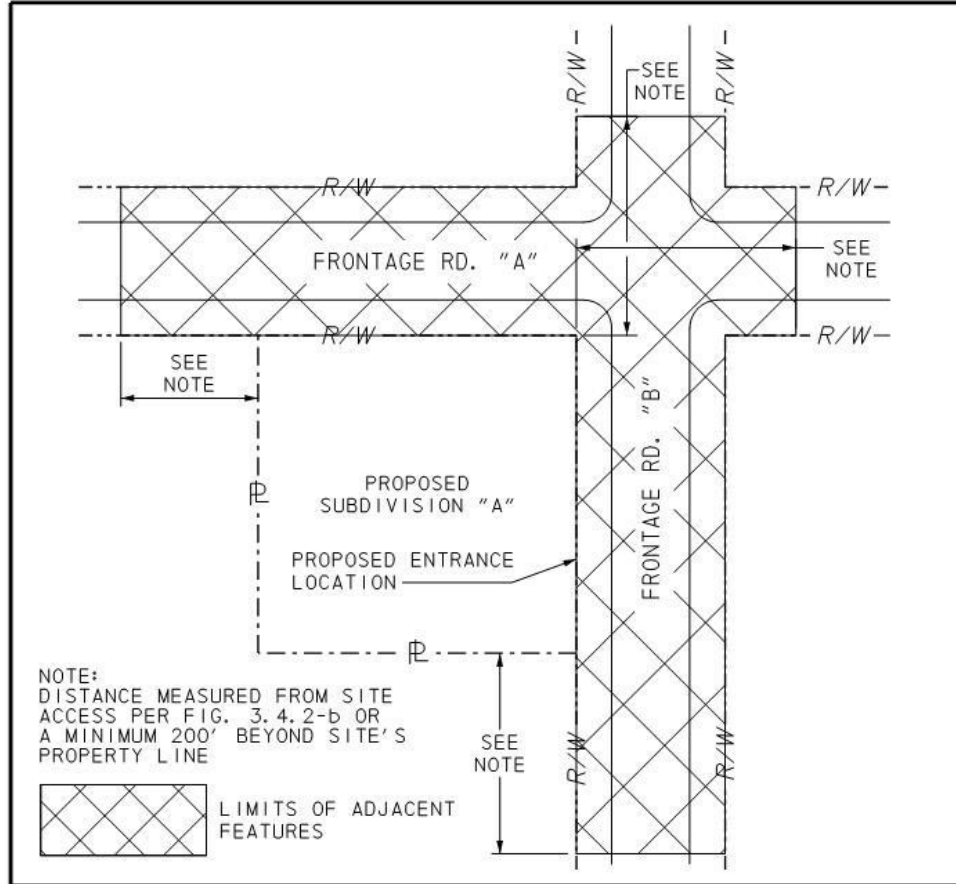 R/W
R/W
SEE
NOTE
R/W
R/W
FRONTAGE RD. "A"
SEE
NOTE
R/W
R/W
SEE
NOTE
FRONTAGE RD. "B"
PL
PROPOSED
SUBDIVISION "A"
PROPOSED ENTRANCE
LOCATION
PL
NOTE:
DISTANCE MEASURED FROM SITE
ACCESS PER FIG. 3.4.2-b OR
A MINIMUM 200' BEYOND SITE'S
PROPERTY LINE
SEE
NOTE
R/W
R/W
LIMITS OF ADJACENT
FEATURES